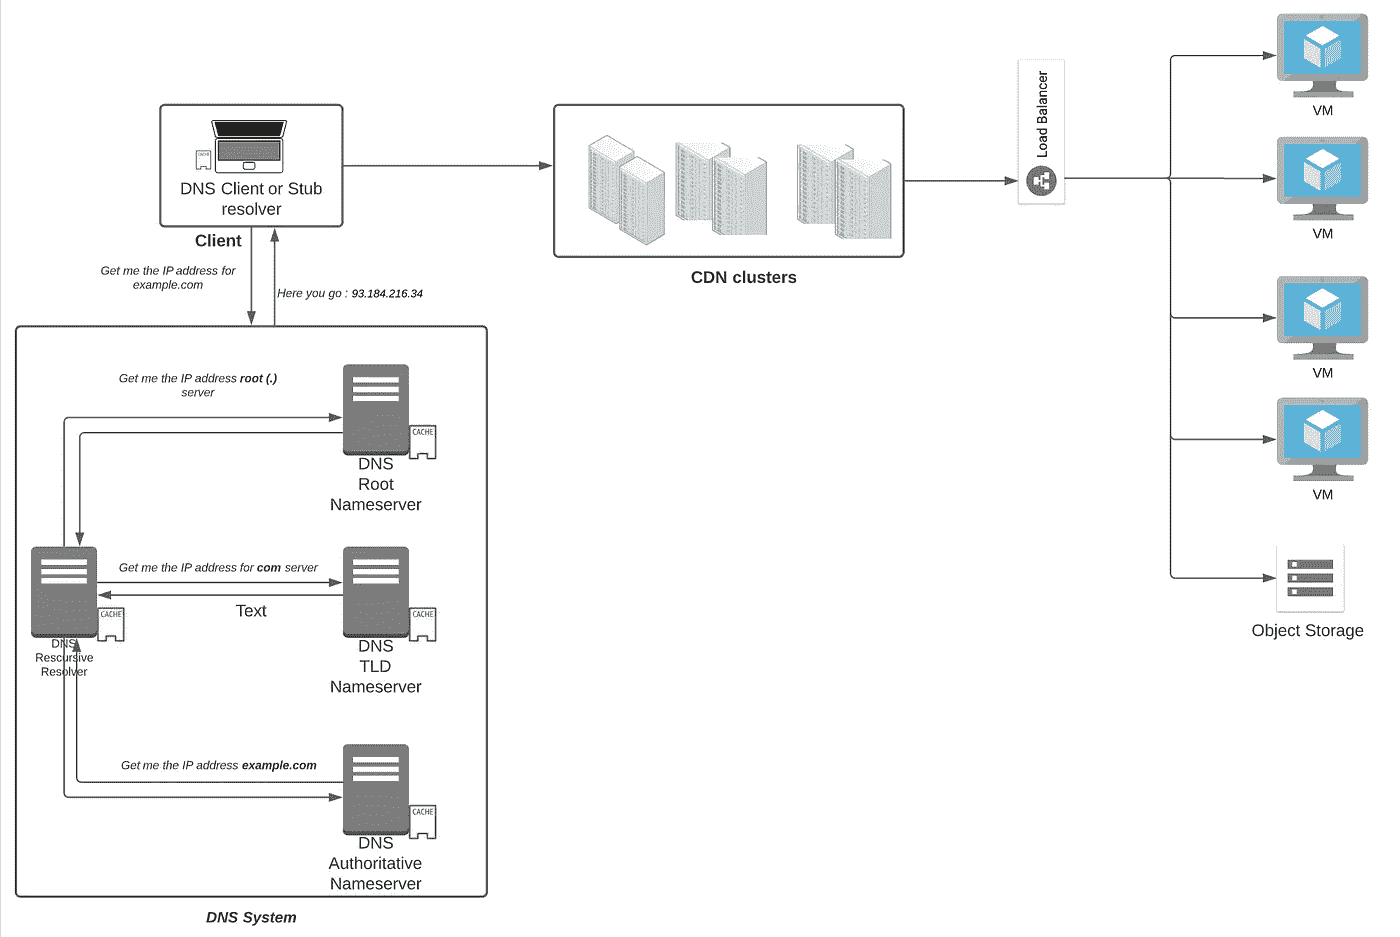 CACHE
DNS Client or Stub
resolver
Client
Get me the IP address for
example.com
Here you go : 93.184.216.34
CDN clusters
Load Balancer
VM
VM
VM
VM
Object Storage
Get me the IP address root (.)
server
CACHE
DNS
Root
Nameserver
Get me the IP address for com server
Text
CACHE
DNS
Rescursive
Resolver
CACHE
DNS
TLD
Nameserver
Get me the IP address example.com
CACHE
DNS
Authoritative
Nameserver
DNS System